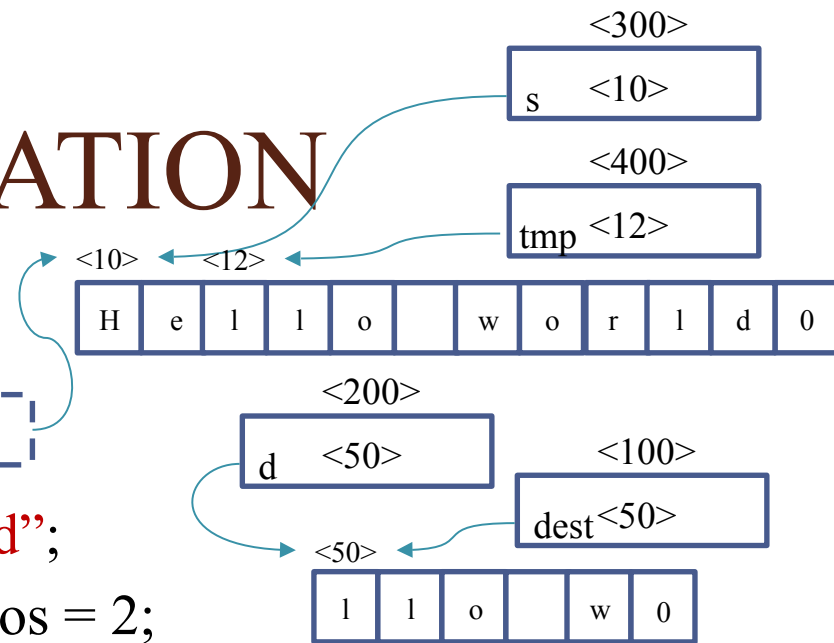 <300>
s <10>
ATION
<400>
tmp <12>
<10> <12>
H e l l o w o r l d 0
<200>
d <50>
<100>
dest <50>
d”;
<50>
os = 2;
l l o w 0